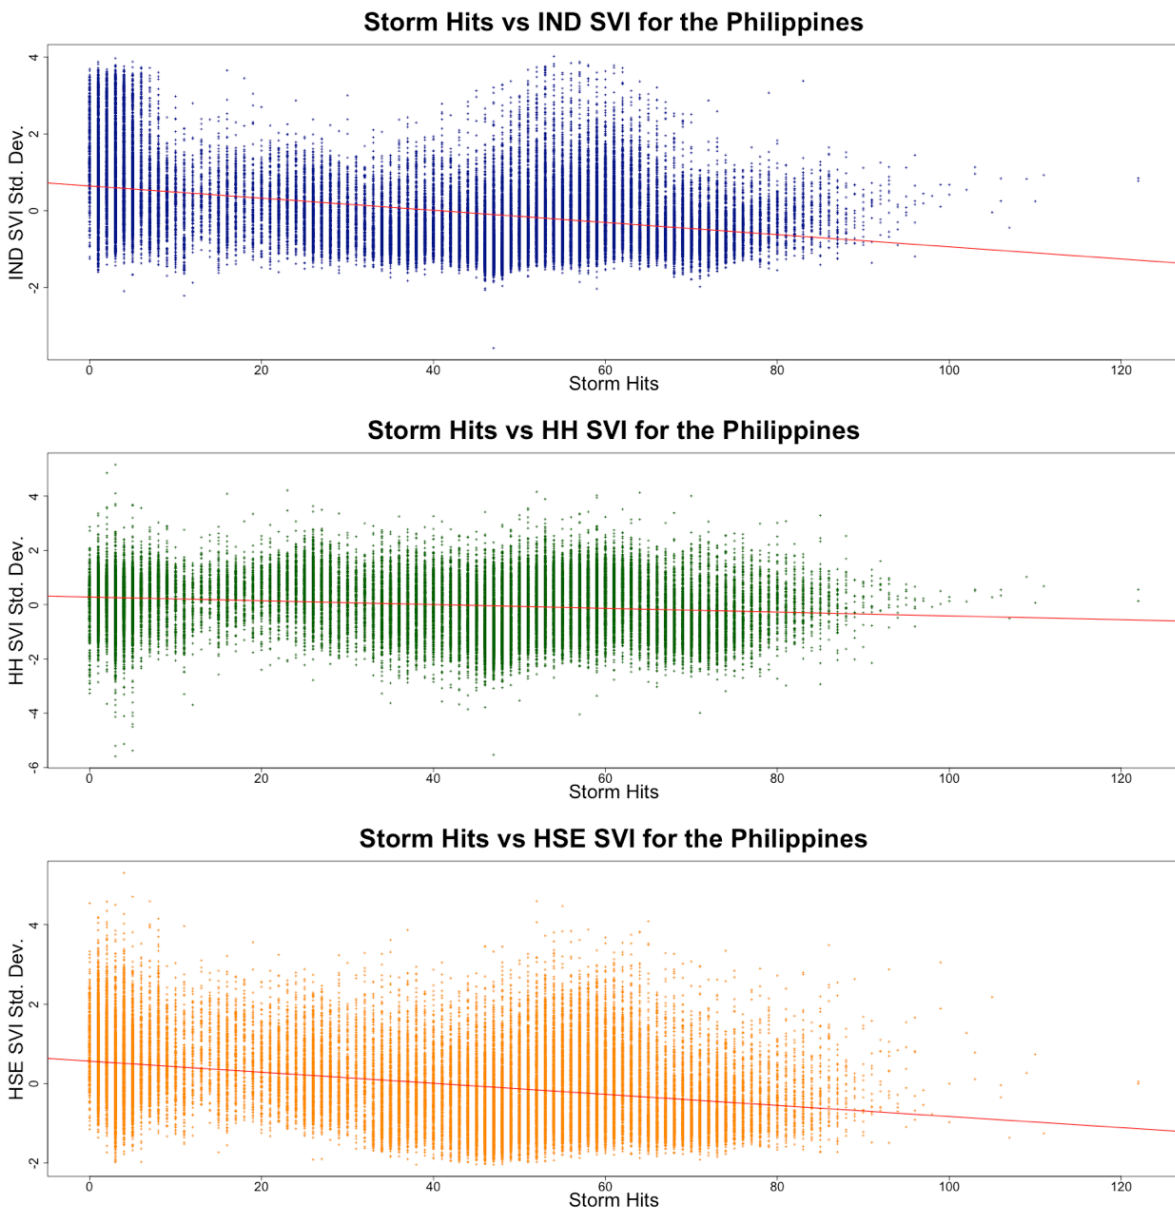 Storm Hits vs IND SVI for the Philippines
IND SVI Std. Dev.
4
2
0
-2
0 20 40 60 80 100 120
Storm Hits
Storm Hits vs HH SVI for the Philippines
HH SVI Std. Dev.
4
2
0
-2
-4
-6
0 20 40 60 80 100 120
Storm Hits
Storm Hits vs HSE SVI for the Philippines
HSE SVI Std. Dev.
4
2
0
-2
0 20 40 60 80 100 120
Storm Hits